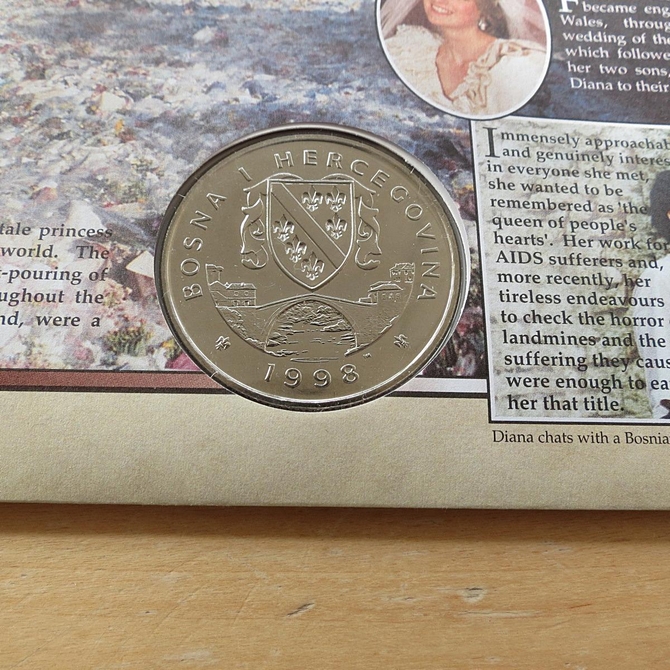 became eng
Wales, throug
wedding of the
which followe
her two sons,
Diana to their
Immensely approachab
and genuinely interes
in everyone she met,
she wanted to be
remembered as 'the
queen of people's
hearts'. Her work for
AIDS sufferers and,
more recently, her
tireless endeavours
to check the horror
landmines and the
suffering they caus
were enough to ea
her that title.
Diana chats with a Bosnia
tale princess
world. The
-pouring of
ughout the
nd, were a
BOSNA I HERCEGOVINA
1998